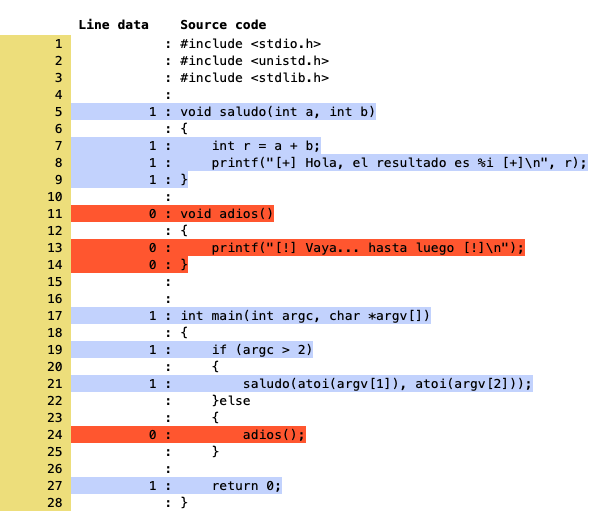 Line data    Source code
1            : #include <stdio.h>
2            : #include <unistd.h>
3            : #include <stdlib.h>
4            :
5          1 : void saludo(int a, int b)
6            : {
7          1 :     int r = a + b;
8          1 :     printf("[+] Hola, el resultado es %i [+]\n", r);
9          1 : }
10            :
11          0 : void adios()
12            : {
13          0 :     printf("[!] Vaya... hasta luego [!]\n");
14          0 : }
15            :
16            :
17          1 : int main(int argc, char *argv[])
18            : {
19          1 :     if (argc > 2)
20            :     {
21          1 :         saludo(atoi(argv[1]), atoi(argv[2]));
22            :     }else
23            :     {
24          0 :         adios();
25            :     }
26            :
27          1 :     return 0;
28            : }